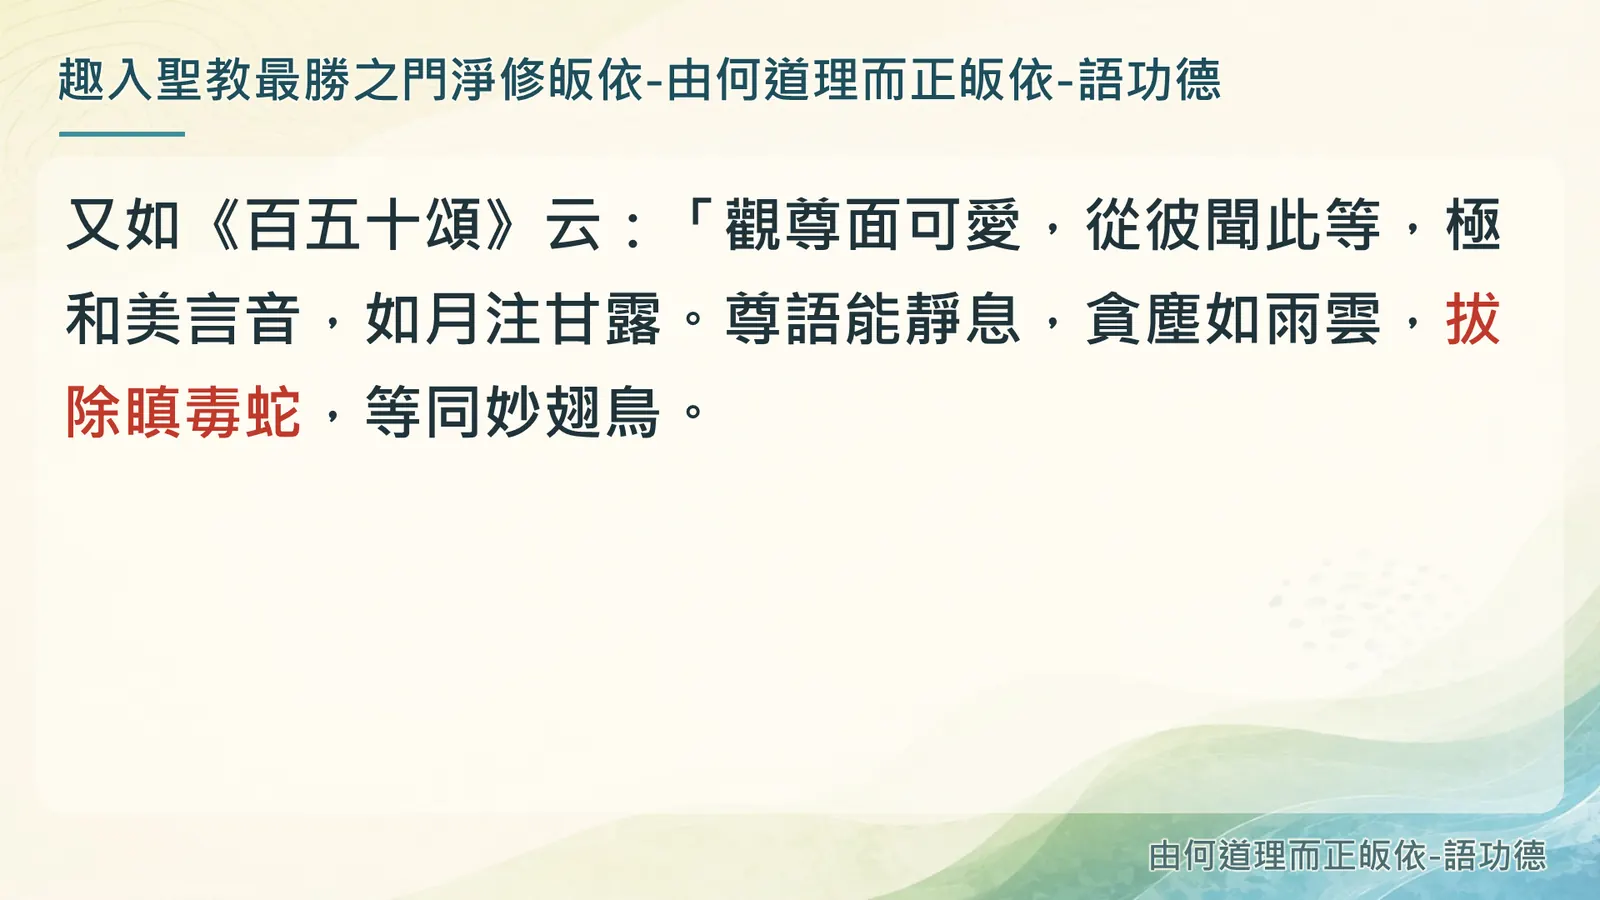 趣入聖教最勝之門淨修皈依-由何道理而正皈依-語功德
又如《百五十頌》云：「觀尊面可愛，從彼聞此等，極
和美言音，如月注甘露。尊語能靜息，貪塵如雨雲，拔
除瞋毒蛇，等同妙翅鳥。
由何道理而正皈依-語功德